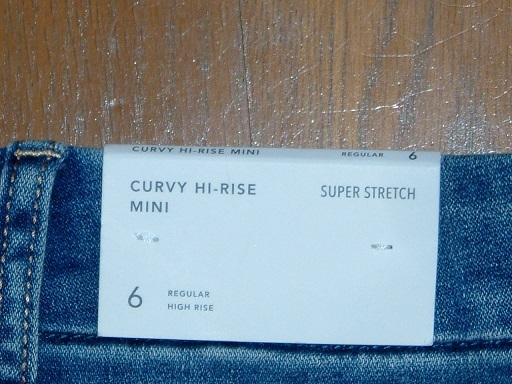 CURVY HI-RISE MINI REGULAR 6
CURVY HI-RISE SUPER STRETCH
MINI
6 REGULAR
HIGH RISE